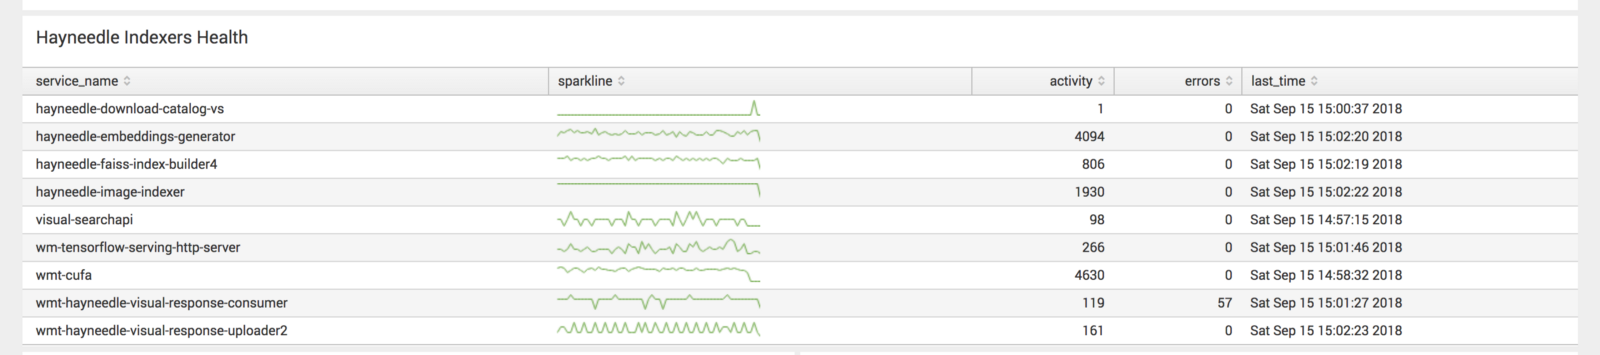 Hayneedle Indexers Health
service_name sparkline activity errors last_time
hayneedle-download-catalog-vs 1 0 Sat Sep 15 15:00:37 2018
hayneedle-embeddings-generator 4094 0 Sat Sep 15 15:02:20 2018
hayneedle-faiss-index-builder4 806 0 Sat Sep 15 15:02:19 2018
hayneedle-image-indexer 1930 0 Sat Sep 15 15:02:22 2018
visual-searchapi 98 0 Sat Sep 15 14:57:15 2018
wm-tensorflow-serving-http-server 266 0 Sat Sep 15 15:01:46 2018
wmt-cufa 4630 0 Sat Sep 15 14:58:32 2018
wmt-hayneedle-visual-response-consumer 119 57 Sat Sep 15 15:01:27 2018
wmt-hayneedle-visual-response-uploader2 161 0 Sat Sep 15 15:02:23 2018